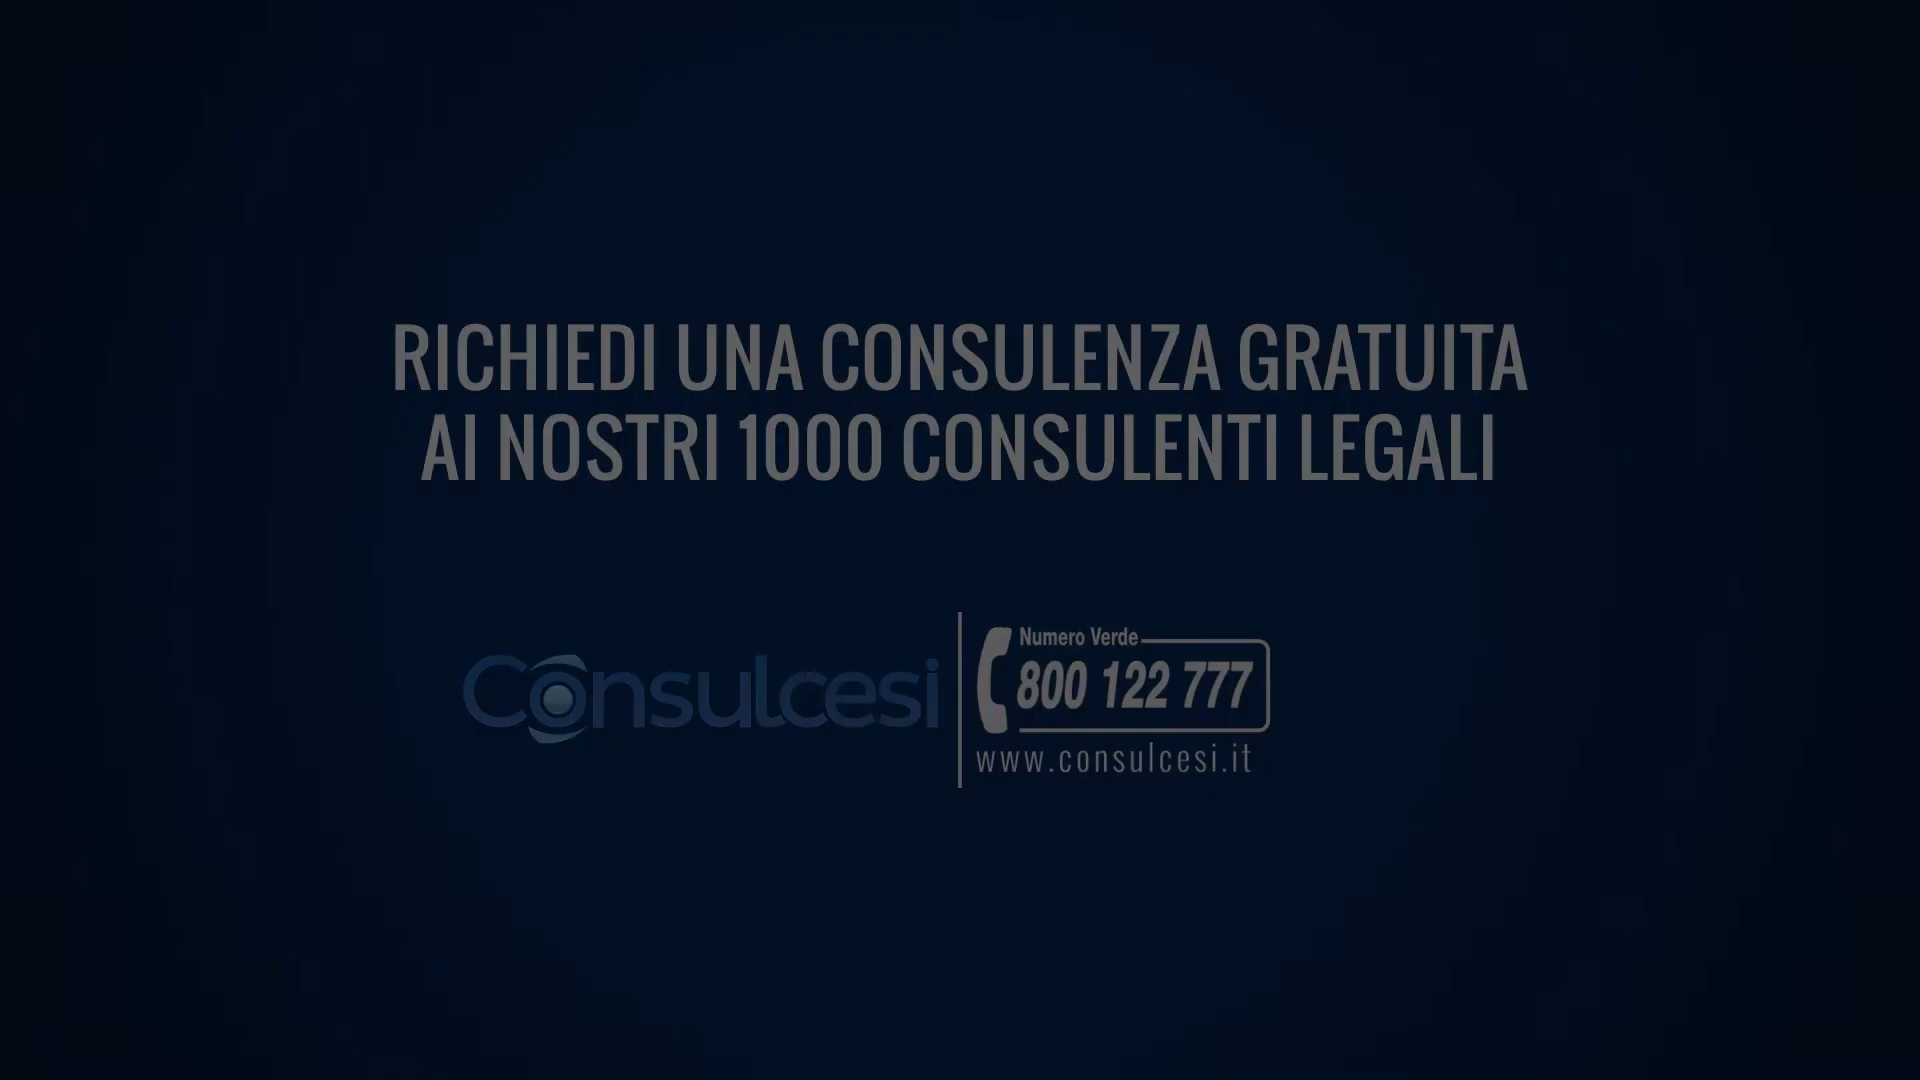 RICHIEDI UNA CONSULENZA GRATUITA
AI NOSTRI 1000 CONSULENTI LEGALI
Consulcesi
Numero Verde
800 122 777
www.consulcesi.it